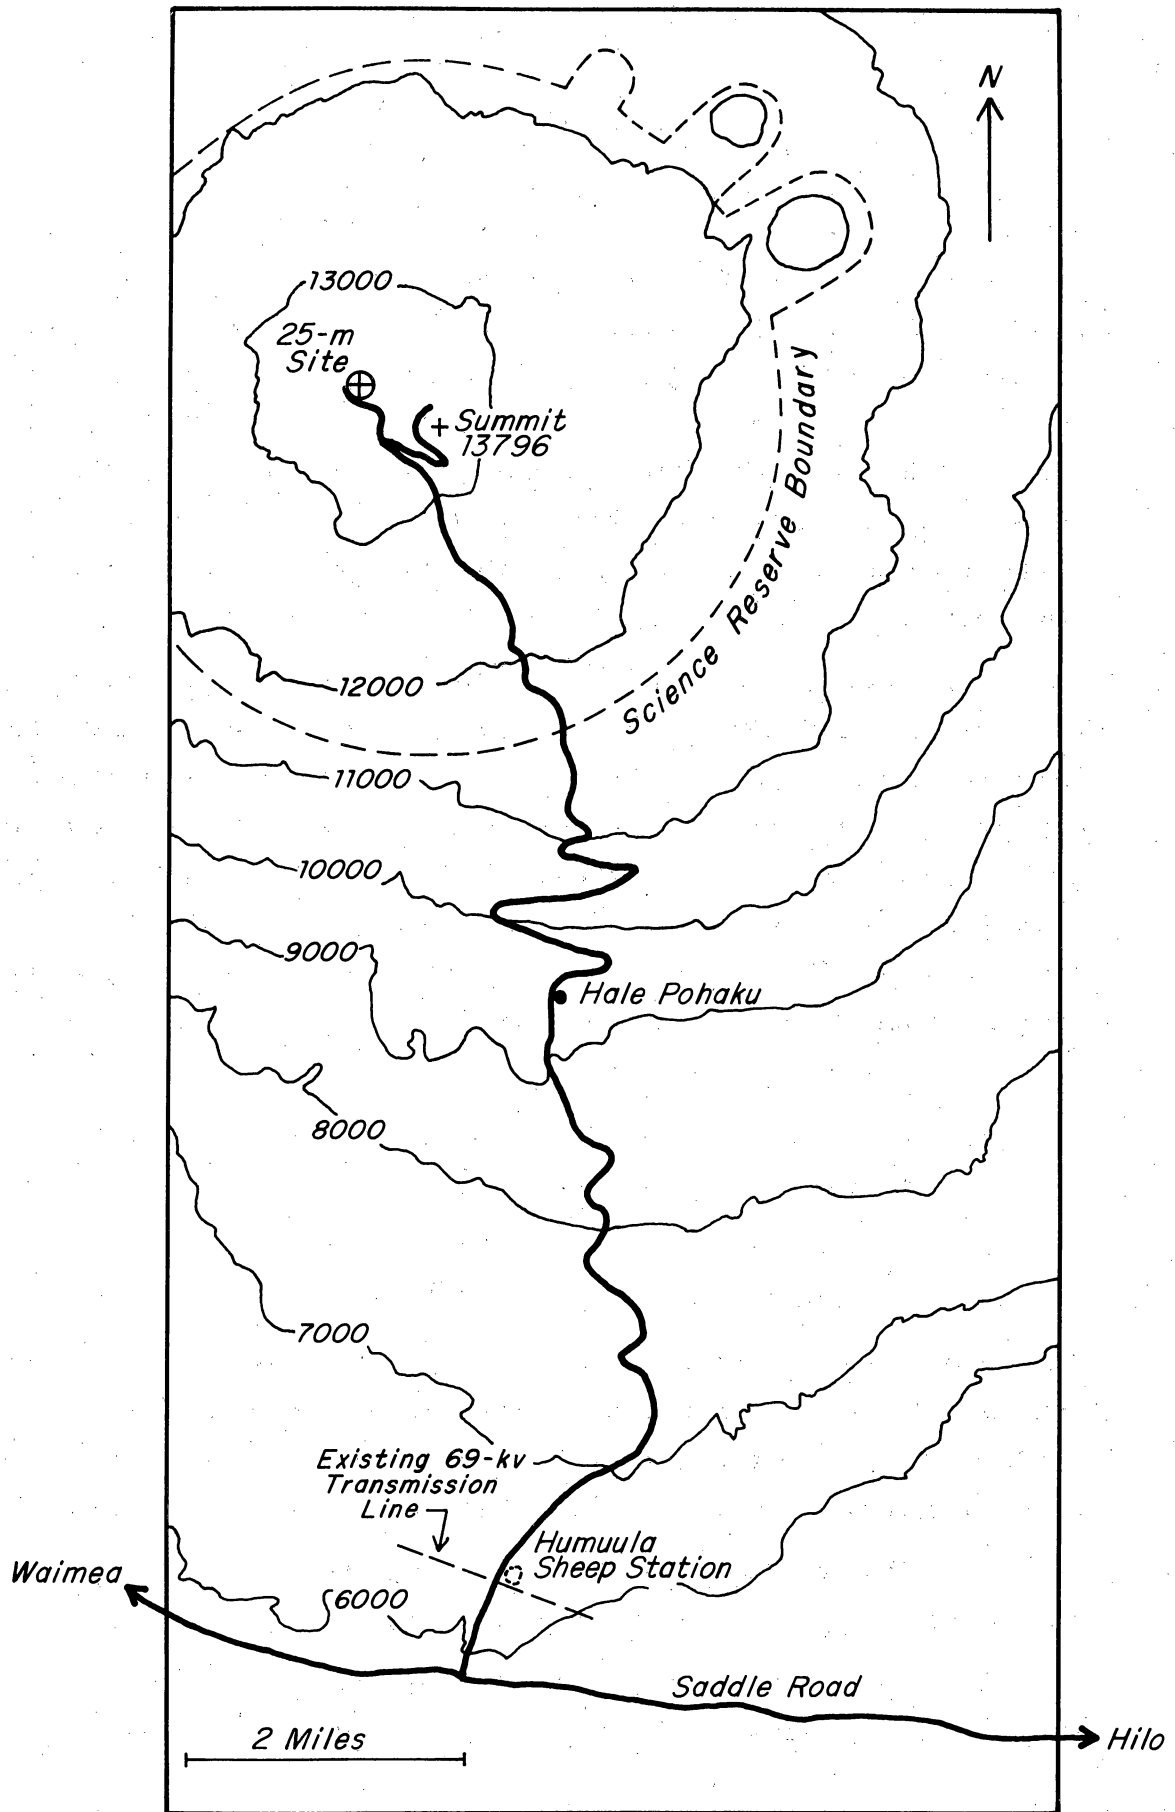 N
13000
25-m
Site
Summit
13796
Science Reserve Boundary
12000
11000
10000
9000
Hale Pohaku
8000
7000
Existing 69-kv
Transmission
Line
Humuula
Sheep Station
Waimea
6000
Saddle Road
2 Miles
Hilo